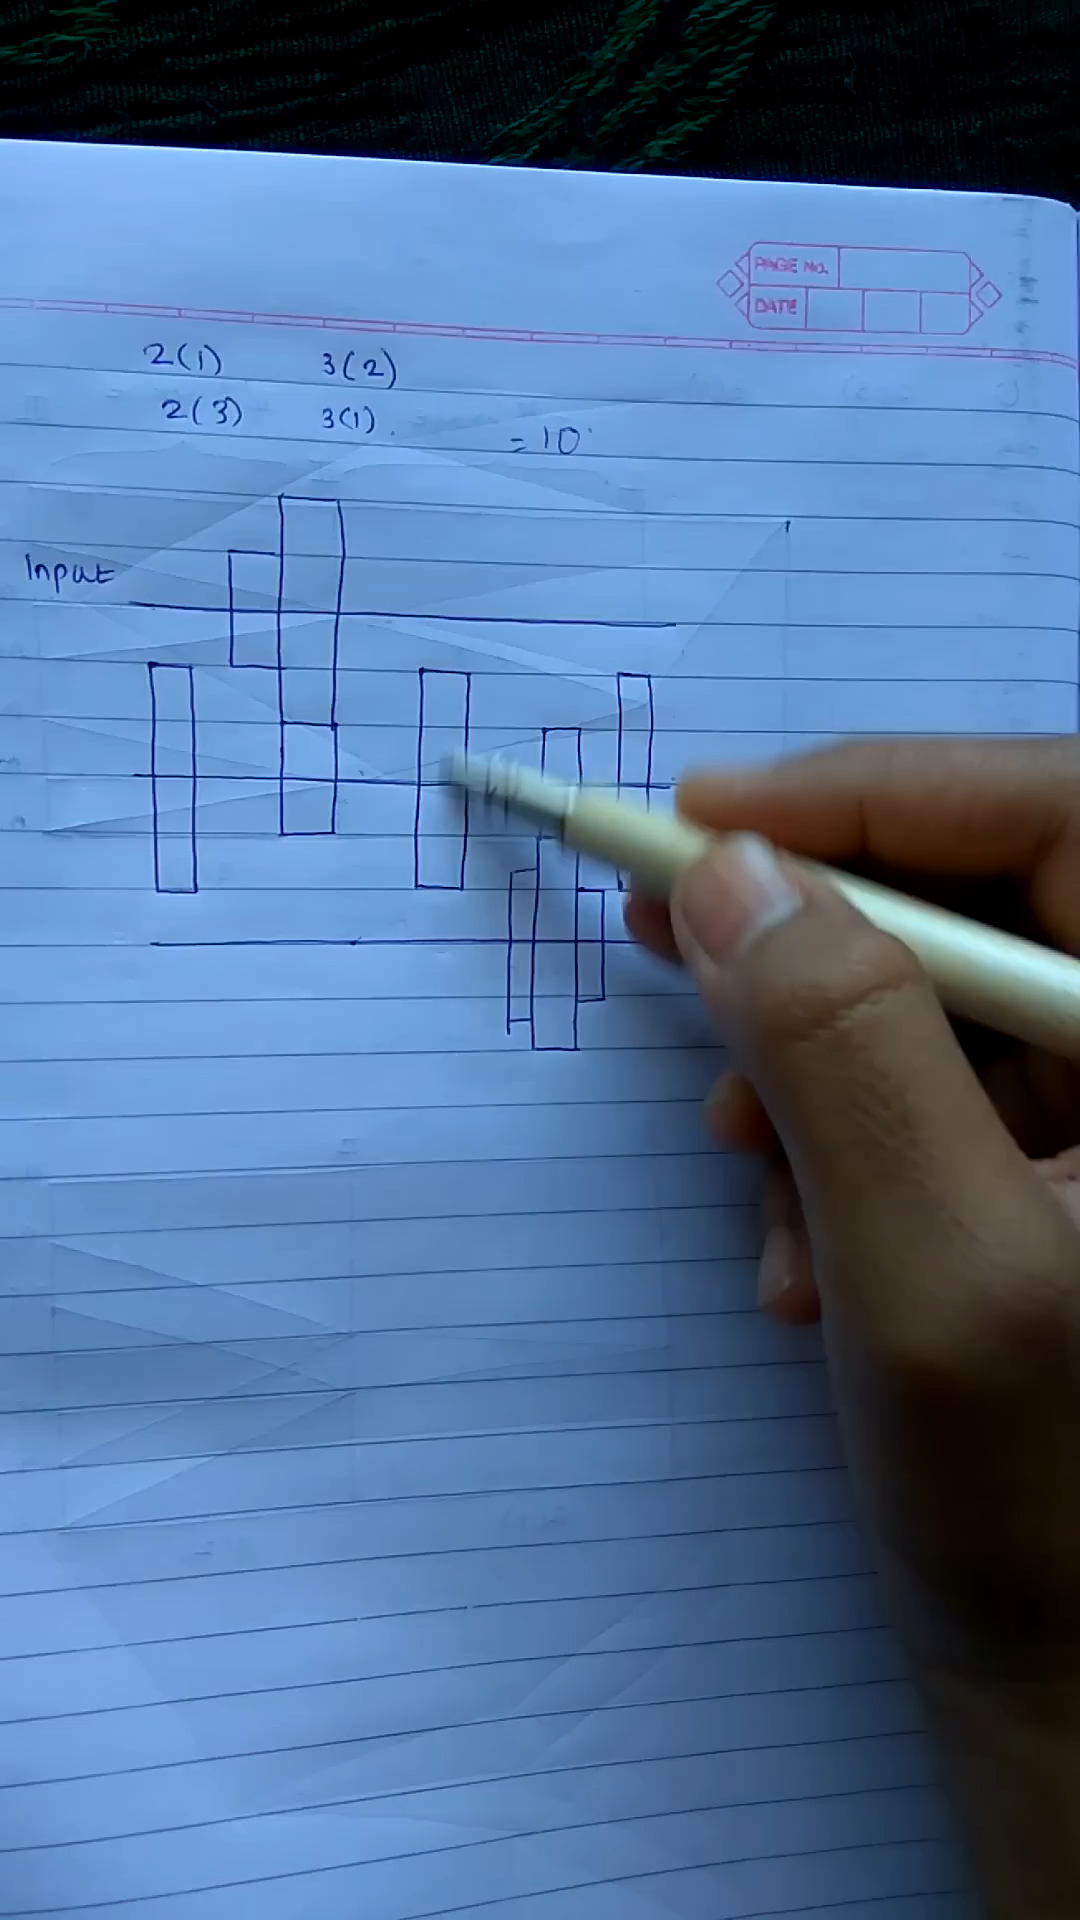 PAGE No.
DATE
2(1) 3(2)
2(3) 3(1).
= 10
Input